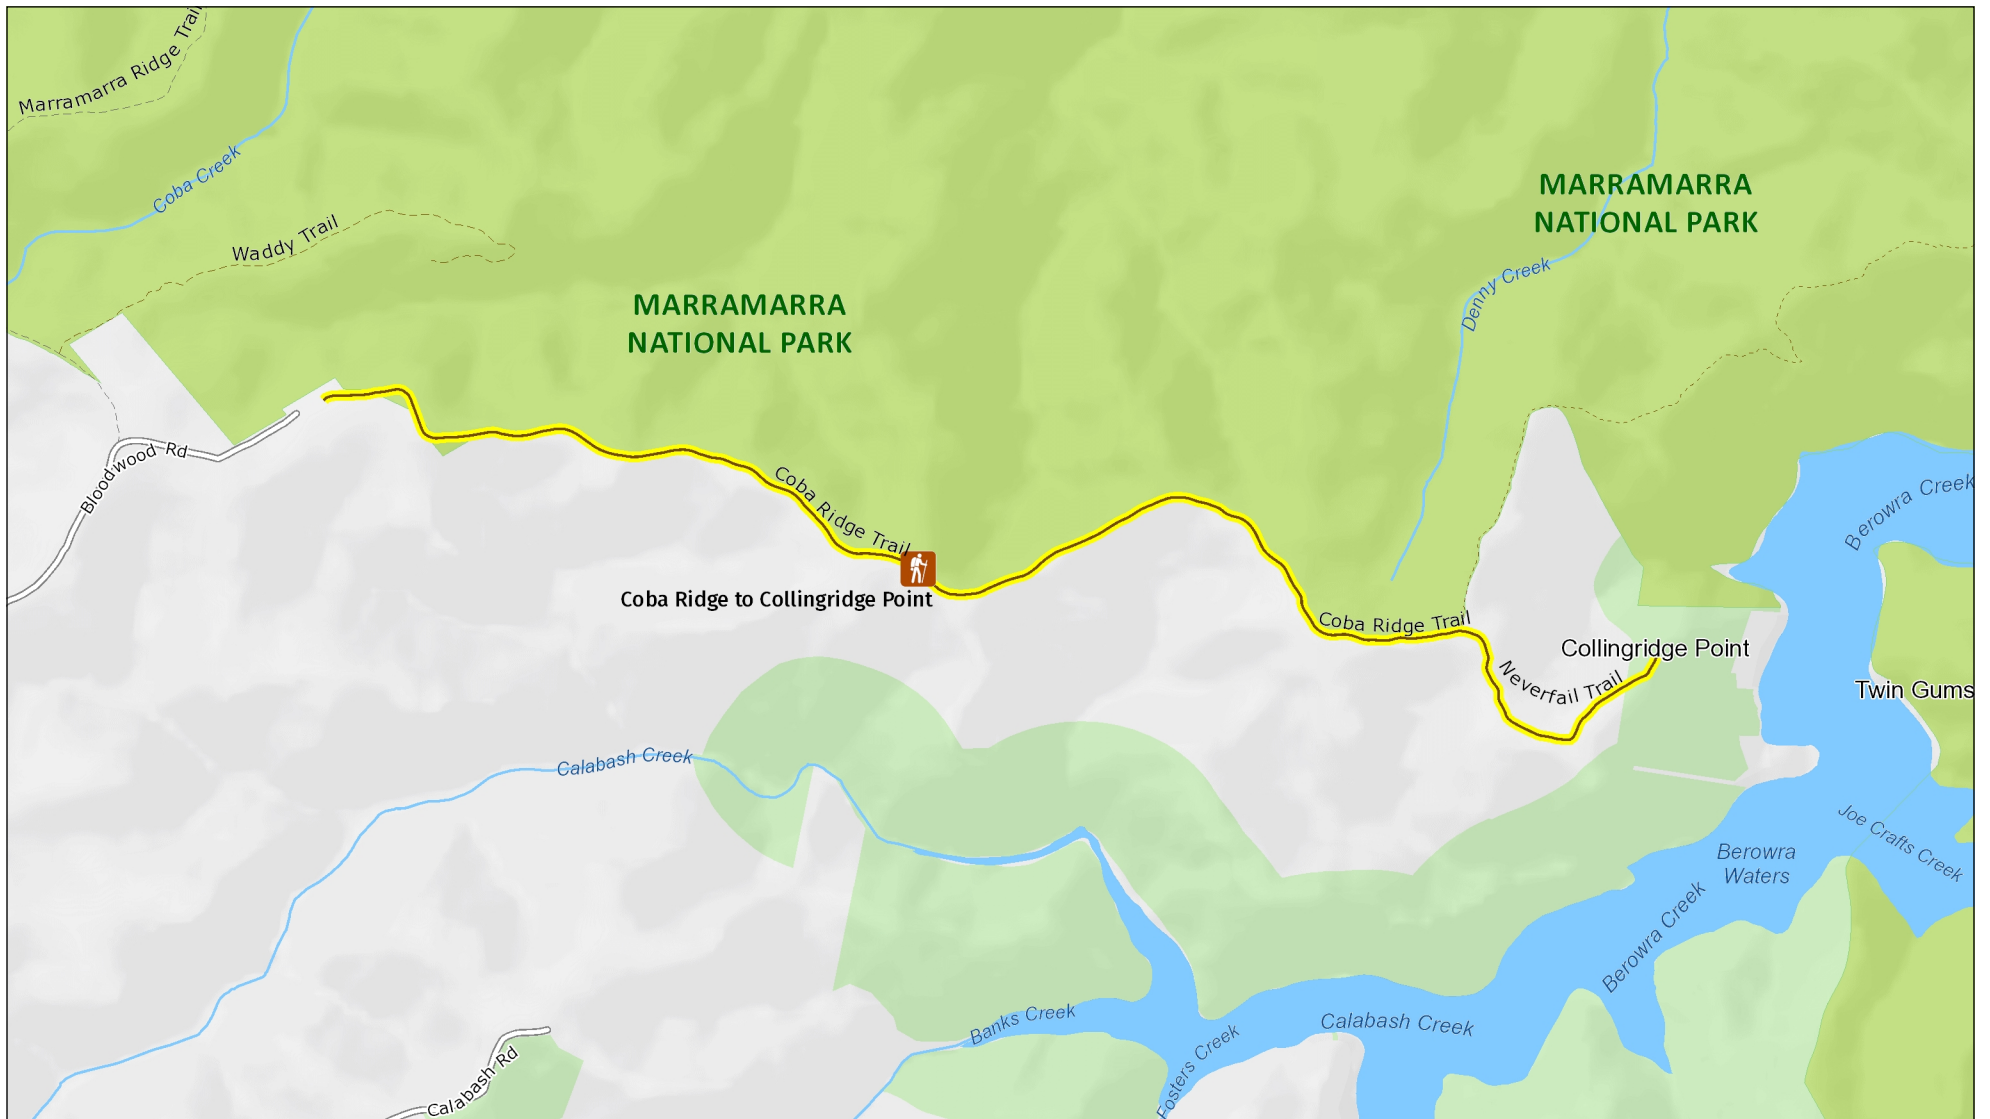 Marramarra Ridge Trail
Coba Creek
Waddy Trail
MARRAMARRA
NATIONAL PARK
MARRAMARRA
NATIONAL PARK
Denny Creek
Bloodwood Rd
Coba Ridge Trail
Coba Ridge to Collingridge Point
Coba Ridge Trail
Collingridge Point
Neverfail Trail
Berowra Creek
Twin Gums
Calabash Creek
Joe Crafts Creek
Berowra
Waters
Berowra Creek
Banks Creek
Calabash Creek
Fosters Creek
Calabash Rd